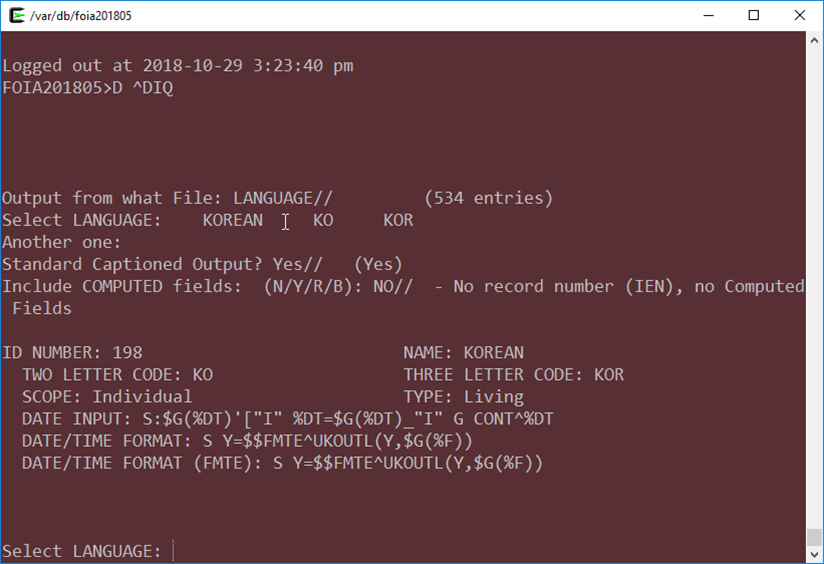 /var/db/foia201805
Logged out at 2018-10-29 3:23:40 pm
FOIA201805>D ^DIQ
Output from what File: LANGUAGE//         (534 entries)
Select LANGUAGE:    KOREAN     KO     KOR
Another one:
Standard Captioned Output? Yes//   (Yes)
Include COMPUTED fields:  (N/Y/R/B): NO//  - No record number (IEN), no Computed
 Fields
ID NUMBER: 198                          NAME: KOREAN
  TWO LETTER CODE: KO                   THREE LETTER CODE: KOR
  SCOPE: Individual                     TYPE: Living
  DATE INPUT: S:$G(%DT)'["I" %DT=$G(%DT)_"I" G CONT^%DT
  DATE/TIME FORMAT: S Y=$$FMTE^UKOUTL(Y,$G(%F))
  DATE/TIME FORMAT (FMTE): S Y=$$FMTE^UKOUTL(Y,$G(%F))
Select LANGUAGE: